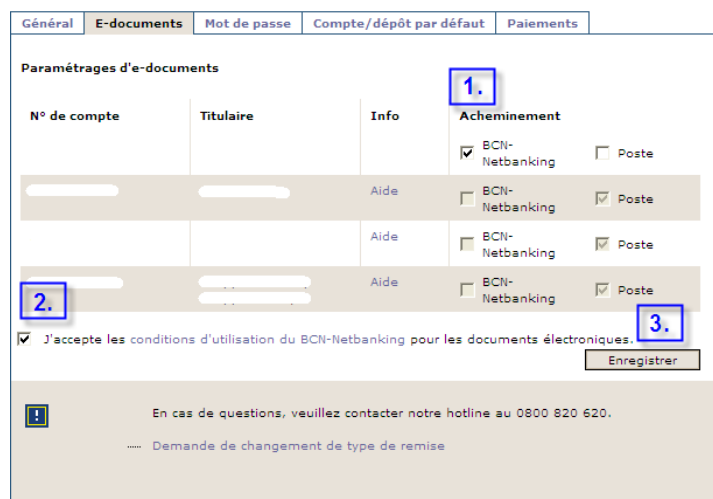 Général E-documents Mot de passe Compte/dépôt par défaut Paiements
Paramétrages d'e-documents
1.
N° de compte Titulaire Info Acheminement
BCN-
Netbanking Poste
Aide BCN-
Netbanking Poste
Aide BCN-
Netbanking Poste
Aide BCN-
Netbanking Poste
2.
3.
J'accepte les conditions d'utilisation du BCN-Netbanking pour les documents électroniques.
Enregistrer
! En cas de questions, veuillez contacter notre hotline au 0800 820 620.
Demande de changement de type de remise